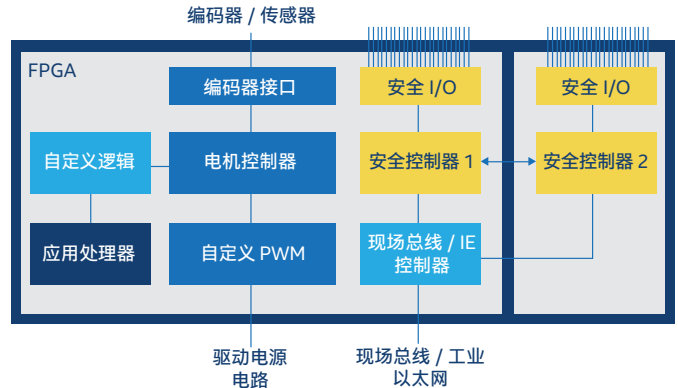 编码器 / 传感器
FPGA
编码器接口
安全 I/O
安全 I/O
自定义逻辑
电机控制器
安全控制器 1
安全控制器 2
应用处理器
自定义 PWM
现场总线 / IE
控制器
驱动电源
电路
现场总线 / 工业
以太网